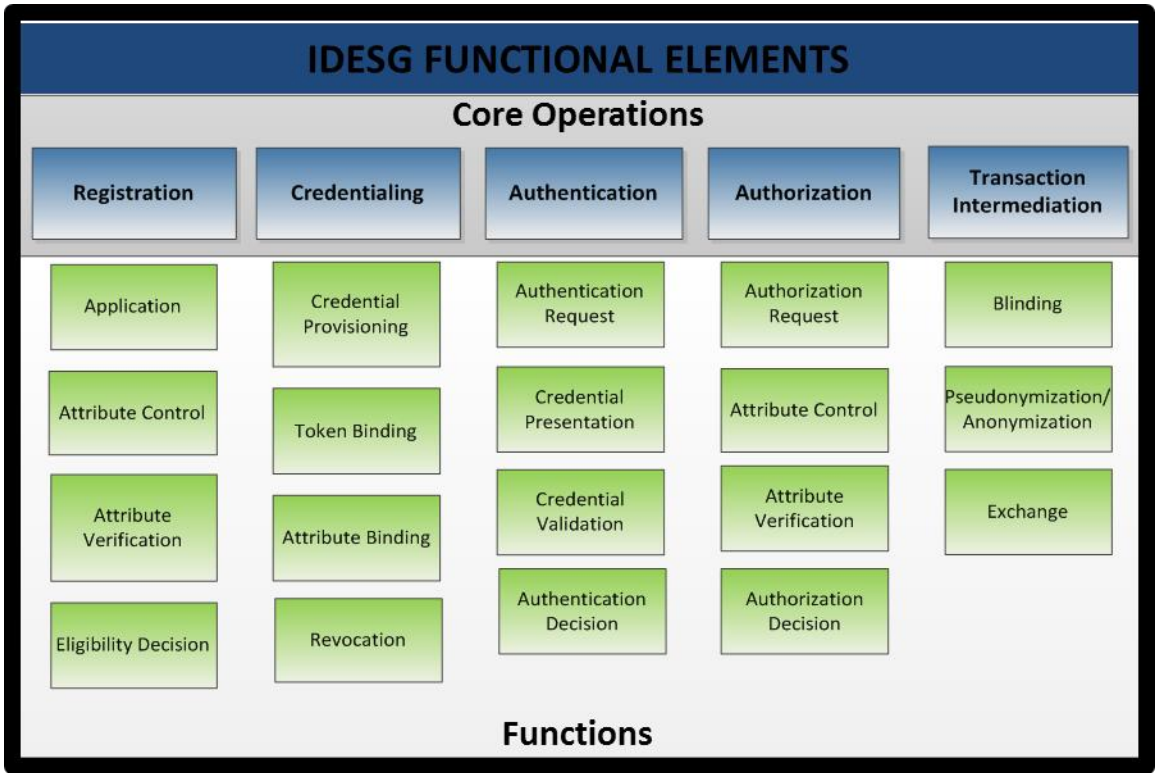 IDESG FUNCTIONAL ELEMENTS
Core Operations
Registration
Credentialing
Authentication
Authorization
Transaction
Intermediation
Application
Attribute Control
Attribute
Verification
Eligibility Decision
Credential
Provisioning
Token Binding
Attribute Binding
Revocation
Authentication
Request
Credential
Presentation
Credential
Validation
Authentication
Decision
Authorization
Request
Attribute Control
Attribute
Verification
Authorization
Decision
Blinding
Pseudonymization/
Anonymization
Exchange
Functions